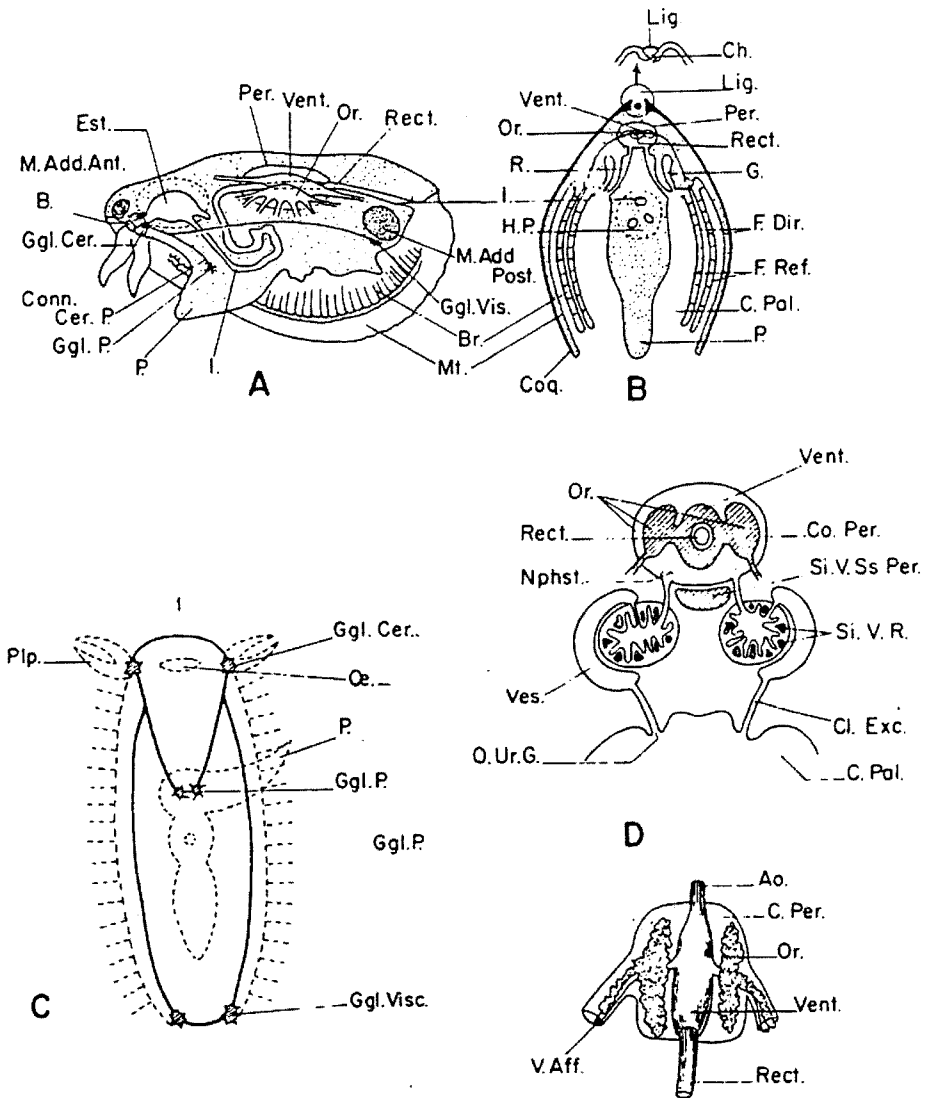 Lig.
Ch.
Lig.
Vent.
Per.
Or.
Rect.
R.
G.
I.
H.P.
F. Dir.
F. Ref.
C. Pal.
P.
Coq.
B
Per.
Vent.
Or.
Rect.
Est.
M.Add.Ant.
B.
Ggl.Cer.
Conn.
Cer. P.
Ggl. P.
P.
I.
M.Add
Post.
Ggl.Vis.
Br.
Mt.
A
1
Plp.
Ggl. Cer..
Œ.
P.
Ggl.P.
Ggl.P.
Ggl.Visc.
C
Vent.
Or.
Rect.
Co. Per.
Nphst.
Si.V.Ss Per.
Si.V.R.
Ves.
Cl. Exc.
O.Ur.G.
C. Pal.
D
Ao.
C. Per.
Or.
Vent.
V. Aff.
Rect.